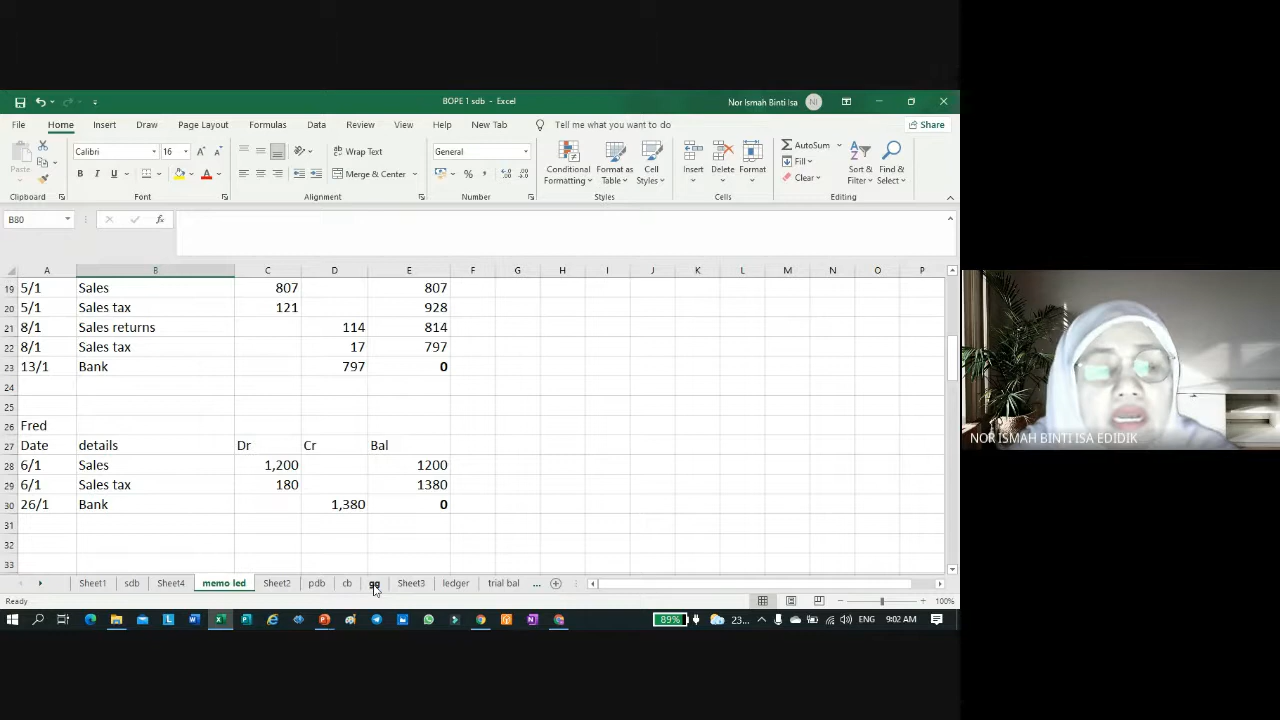 BOPE 1 sdb - Excel
Nor Ismah Binti Isa NI
File Home Insert Draw Page Layout Formulas Data Review View Help New Tab Tell me what you want to do Share
Paste
Calibri 16
B I U
Wrap Text
Merge & Center
General
Conditional Formatting
Format as Table
Cell Styles
Insert Delete Format
AutoSum
Fill
Clear
Sort & Filter
Find & Select
Clipboard Font Alignment Number Styles Cells Editing
B80
A B C D E F G H I J K L M N O P
19 5/1 Sales 807 807
20 5/1 Sales tax 121 928
21 8/1 Sales returns 114 814
22 8/1 Sales tax 17 797
23 13/1 Bank 797 0
24
25
26 Fred
27 Date details Dr Cr Bal
28 6/1 Sales 1,200 1200
29 6/1 Sales tax 180 1380
30 26/1 Bank 1,380 0
31
32
33
Sheet1 sdb Sheet4 memo led Sheet2 pdb cb Sheet3 ledger trial bal ...
Ready 100%
89% 23... ENG 9:02 AM
NOR ISMAH BINTI ISA EDIDIK